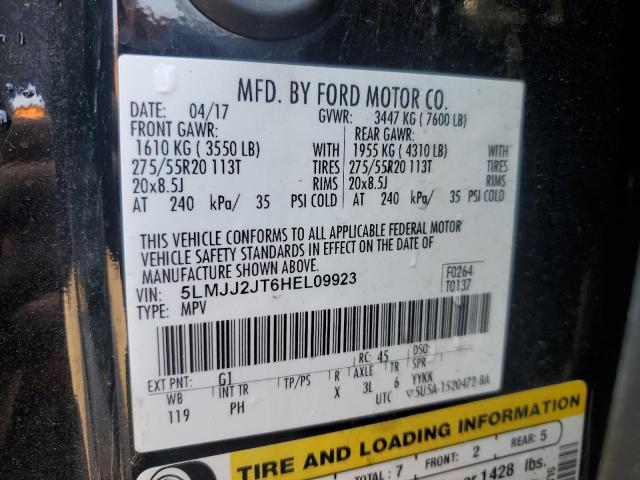 MFD. BY FORD MOTOR CO.
DATE: 04/17 GVWR: 3447 KG ( 7600 LB)
FRONT GAWR: REAR GAWR:
1610 KG ( 3550 LB) WITH 1955 KG ( 4310 LB) WITH
275/55R20 113T TIRES 275/55R20 113T TIRES
20x8.5J RIMS 20x8.5J RIMS
AT 240 kPa/ 35 PSI COLD AT 240 kPa/ 35 PSI COLD
THIS VEHICLE CONFORMS TO ALL APPLICABLE FEDERAL MOTOR
VEHICLE SAFETY STANDARDS IN EFFECT ON THE DATE OF
MANUFACTURE SHOWN ABOVE.
VIN: 5LMJJ2JT6HEL09923 F0264
TYPE: MPV T0137
RC: 45 DSO:
EXT PNT: G1 R AXLE TR SPR
WB INT TR TP/PS X 3L 6 YYKK
119 PH UTC 5U5A-1520472-BA
TIRE AND LOADING INFORMATION
TOTAL: 7 FRONT: 2 REAR: 5
or 1428 lbs.